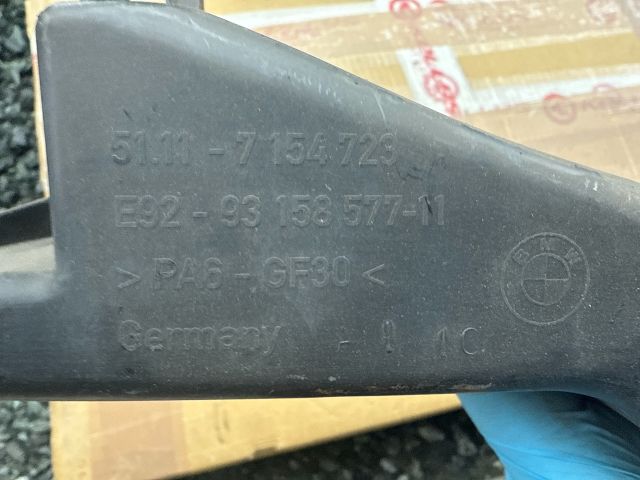 51.11 - 7 154 723
E92 - 93 158 577-11
> PA6 - GF30 <
Germany
BMW